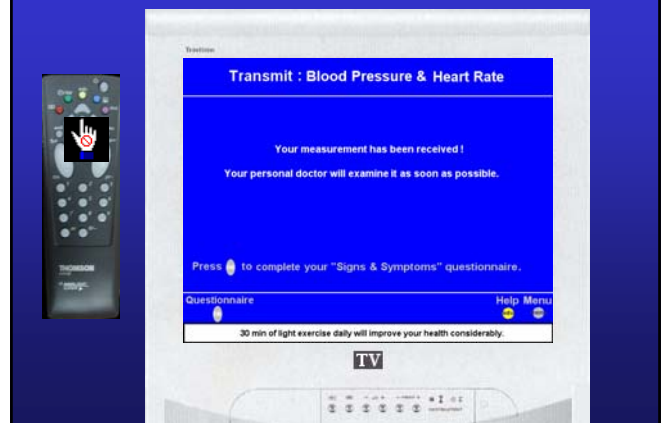 Transmit : Blood Pressure & Heart Rate
Your measurement has been received !
Your personal doctor will examine it as soon as possible.
Press to complete your "Signs & Symptoms" questionnaire.
Questionnaire
Help Menu
30 min of light exercise daily will improve your health considerably.
TV
THOMSON